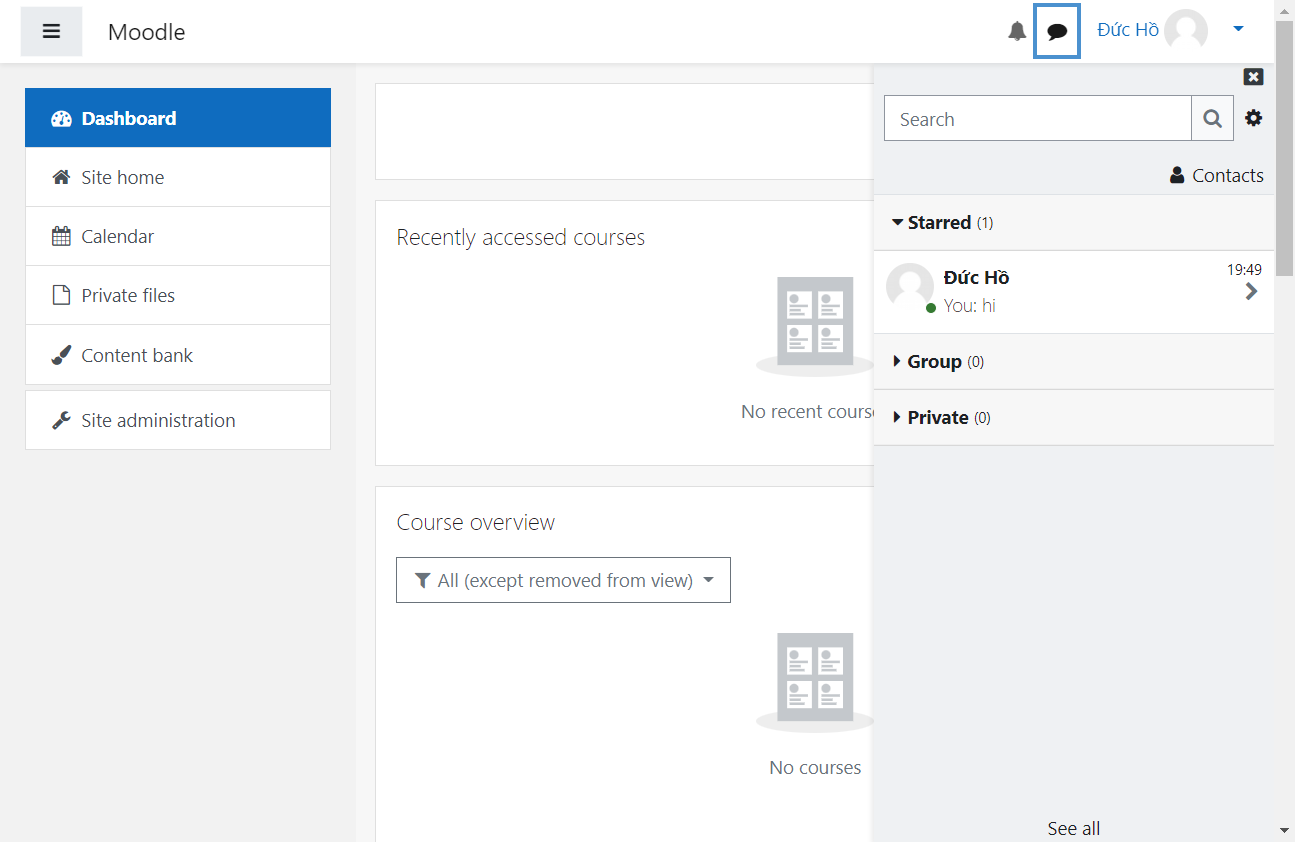 Moodle
Đức Hồ
Dashboard
Site home
Calendar
Private files
Content bank
Site administration
Recently accessed courses
No recent cours
Course overview
All (except removed from view)
No courses
Search
Contacts
Starred (1)
Đức Hồ
19:49
You: hi
Group (0)
Private (0)
See all